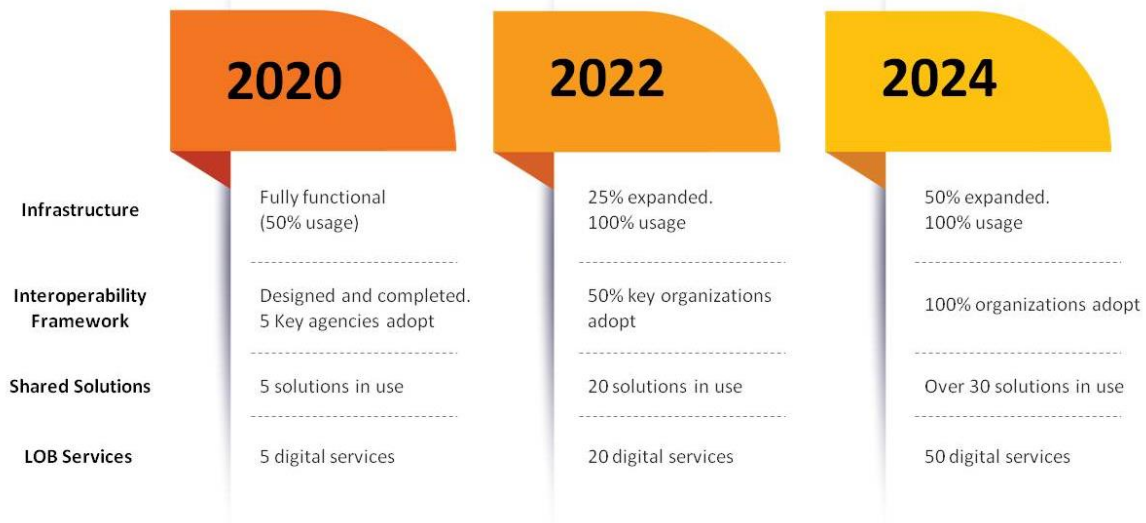 2020
2022
2024
Infrastructure
Fully functional
(50% usage)
25% expanded.
100% usage
50% expanded.
100% usage
Interoperability
Framework
Designed and completed.
5 Key agencies adopt
50% key organizations
adopt
100% organizations adopt
Shared Solutions
5 solutions in use
20 solutions in use
Over 30 solutions in use
LOB Services
5 digital services
20 digital services
50 digital services